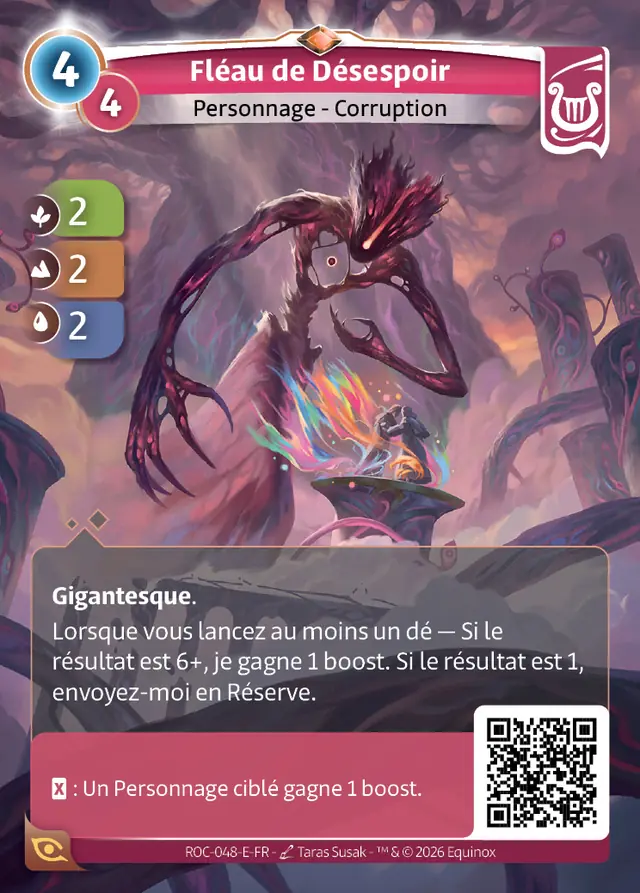 4
4
Fléau de Désespoir
Personnage - Corruption
2
2
2
Gigantesque.
Lorsque vous lancez au moins un dé — Si le
résultat est 6+, je gagne 1 boost. Si le résultat est 1,
envoyez-moi en Réserve.
X : Un Personnage ciblé gagne 1 boost.
ROC-048-E-FR - Taras Susak - ™ & © 2026 Equinox